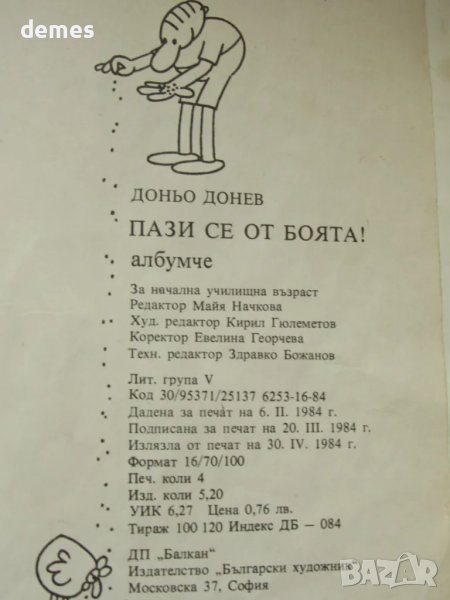 demes
ДОНЬО ДОНЕВ
ПАЗИ СЕ ОТ БОЯТА!
албумче
За начална училищна възраст
Редактор Майя Начкова
Худ. редактор Кирил Гюлеметов
Коректор Евелина Георчева
Техн. редактор Здравко Божанов
Лит. група V
Код 30/95371/25137 6253-16-84
Дадена за печат на 6. II. 1984 г.
Подписана за печат на 20. III. 1984 г.
Излязла от печат на 30. IV. 1984 г.
Формат 16/70/100
Печ. коли 4
Изд. коли 5,20
УИК 6,27 Цена 0,76 лв.
Тираж 100 120 Индекс ДБ — 084
ДП „Балкан“
Издателство „Български художник“
Московска 37, София
bazar